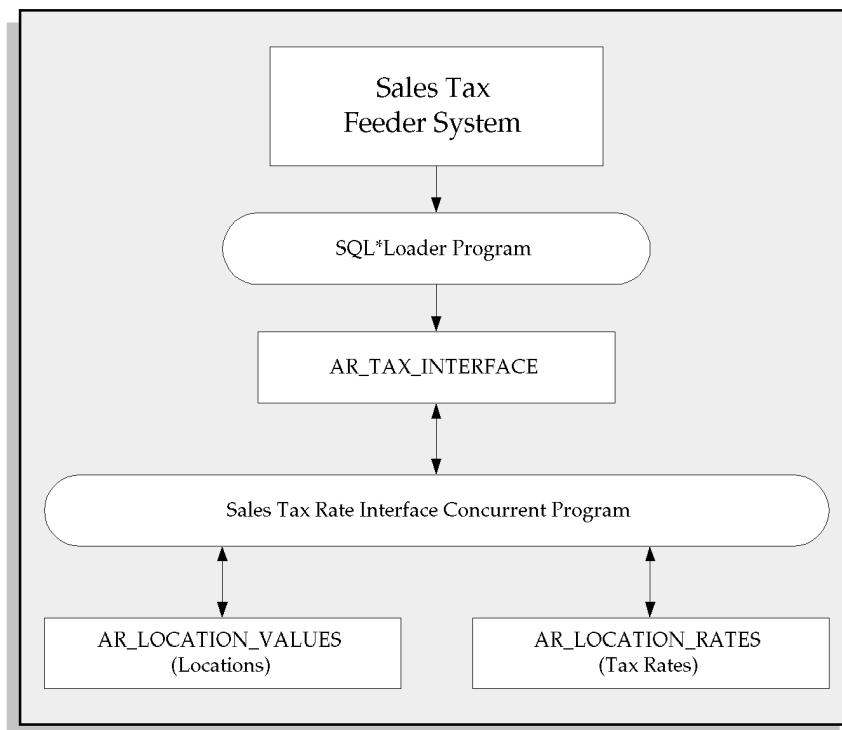 Sales Tax
Feeder System
SQL*Loader Program
AR_TAX_INTERFACE
Sales Tax Rate Interface Concurrent Program
AR_LOCATION_VALUES
(Locations)
AR_LOCATION_RATES
(Tax Rates)